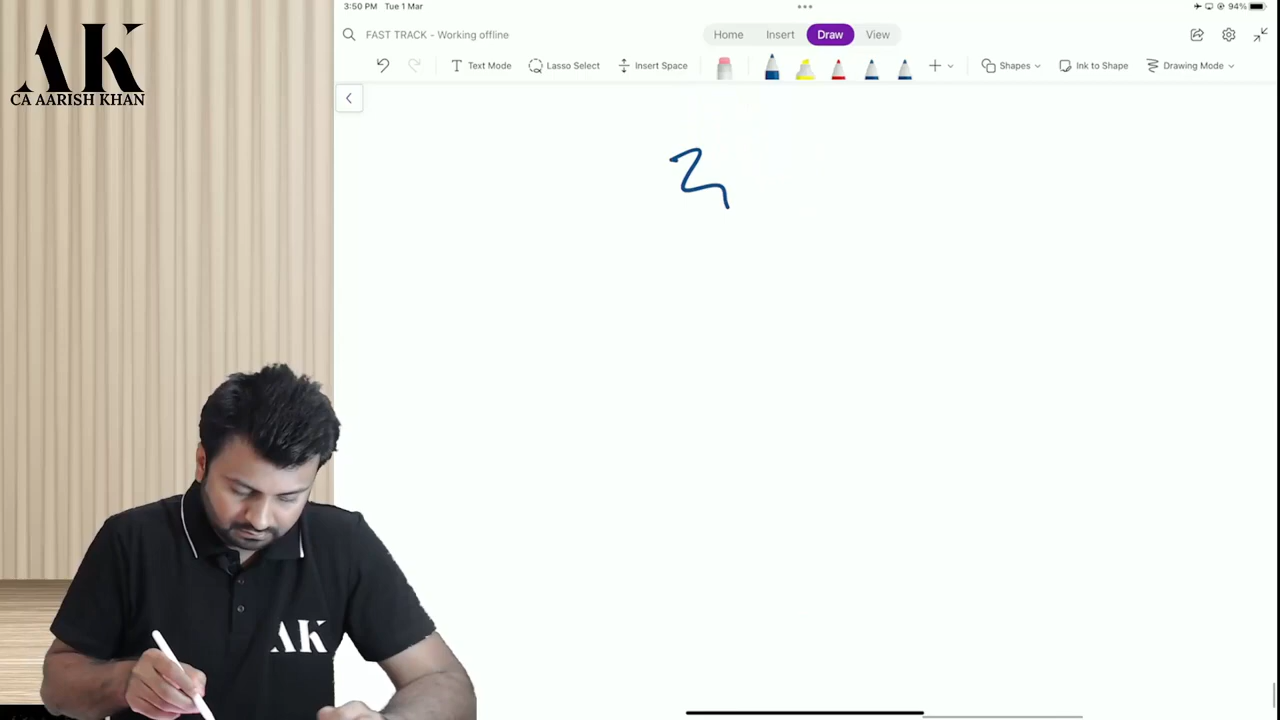 3:50 PM Tue 1 Mar
94%
AK
CA AARISH KHAN
FAST TRACK - Working offline
Home Insert Draw View
Text Mode Lasso Select Insert Space Shapes Ink to Shape Drawing Mode
AK